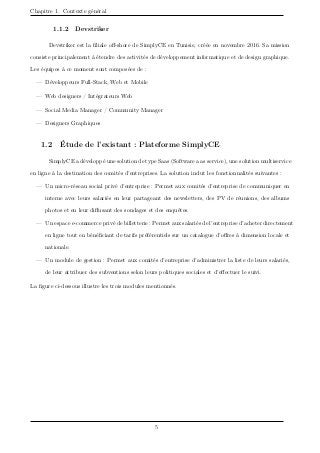 Chapitre 1. Contexte général
1.1.2 Devstriker
Devstriker est la filiale off-shore de SimplyCE en Tunisie, créée en novembre 2016. Sa mission
consiste principalement à étendre des activités de développement informatique et de design graphique.
Les équipes à ce moment sont composées de :
— Développeurs Full-Stack, Web et Mobile
— Web designers / Intégrateurs Web
— Social Media Manager / Community Manager
— Designers Graphiques
1.2 Étude de l'existant : Plateforme SimplyCE
SimplyCE a développé une solution de type Saas (Software as a service), une solution multi service
en ligne à la destination des comités d'entreprises. La solution inclut les fonctionnalités suivantes :
— Un micro-réseau social privé d'entreprise : Permet aux comités d'entreprise de communiquer en
interne avec leurs salariés en leur partageant des newsletters, des PV de réunions, des albums
photos et en leur diffusant des sondages et des enquêtes.
— Un espace e-commerce privé de billetterie : Permet aux salariés de l'entreprise d'acheter directement
en ligne tout en bénéficiant de tarifs préférentiels sur un catalogue d'offres à dimension locale et
nationale.
— Un module de gestion : Permet aux comités d'entreprise d'administrer la liste de leurs salariés,
de leur attribuer des subventions selon leurs politiques sociales et d'effectuer le suivi.
La figure ci-dessous illustre les trois modules mentionnés.
5